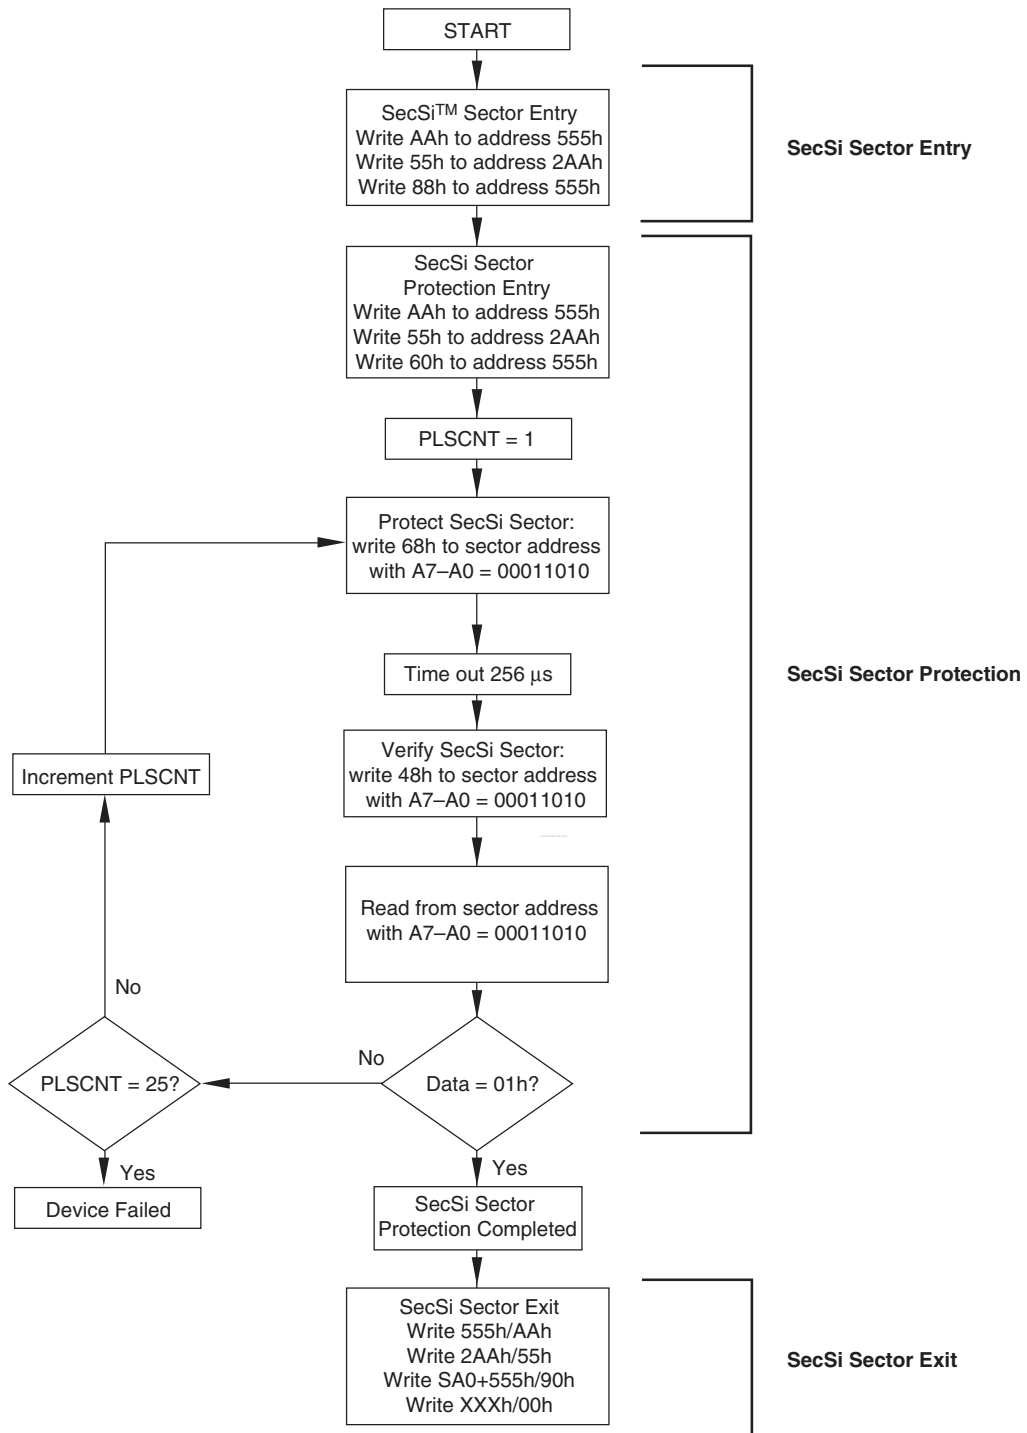 START
SecSi™ Sector Entry
Write AAh to address 555h
Write 55h to address 2AAh
Write 88h to address 555h
SecSi Sector Entry
SecSi Sector
Protection Entry
Write AAh to address 555h
Write 55h to address 2AAh
Write 60h to address 555h
PLSCNT = 1
Protect SecSi Sector:
write 68h to sector address
with A7–A0 = 00011010
Time out 256 µs
SecSi Sector Protection
Verify SecSi Sector:
write 48h to sector address
with A7–A0 = 00011010
Increment PLSCNT
Read from sector address
with A7–A0 = 00011010
No
No
PLSCNT = 25?
Data = 01h?
Yes
Yes
Device Failed
SecSi Sector
Protection Completed
SecSi Sector Exit
Write 555h/AAh
Write 2AAh/55h
Write SA0+555h/90h
Write XXXh/00h
SecSi Sector Exit